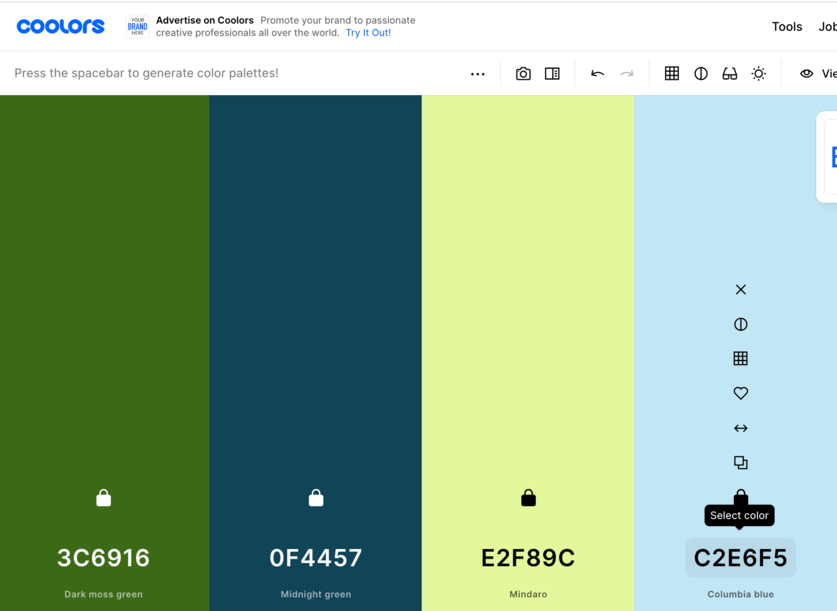 coolors
YOUR
BRAND
HERE
Advertise on Coolors Promote your brand to passionate
creative professionals all over the world. Try It Out!
Tools
Press the spacebar to generate color palettes!
Select color
3C6916
0F4457
E2F89C
C2E6F5
Dark moss green
Midnight green
Mindaro
Columbia blue